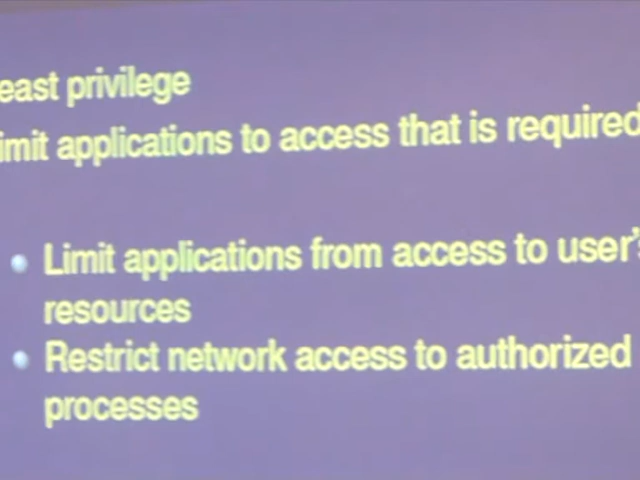 east privilege
imit applications to access that is required
Limit applications from access to user's
resources
Restrict network access to authorized
processes